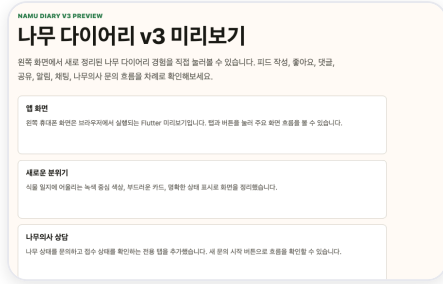 NAMU DIARY V3 PREVIEW
나무 다이어리 v3 미리보기
왼쪽 화면에서 새로 정리된 나무 다이어리 경험을 직접 눌러볼 수 있습니다. 피드 작성, 좋아요, 댓글,
공유, 알림, 채팅, 나무의사 문의 흐름을 차례로 확인해보세요.
앱 화면
왼쪽 휴대폰 화면은 브라우저에서 실행되는 Flutter 미리보기입니다. 탭과 버튼을 눌러 주요 화면 흐름을 볼 수 있습니다.
새로운 분위기
식물 일지에 어울리는 녹색 중심 색상, 부드러운 카드, 명확한 상태 표시로 화면을 정리했습니다.
나무의사 상담
나무 상태를 문의하고 접수 상태를 확인하는 전용 탭을 추가했습니다. 새 문의 시작 버튼으로 흐름을 확인할 수 있습니다.